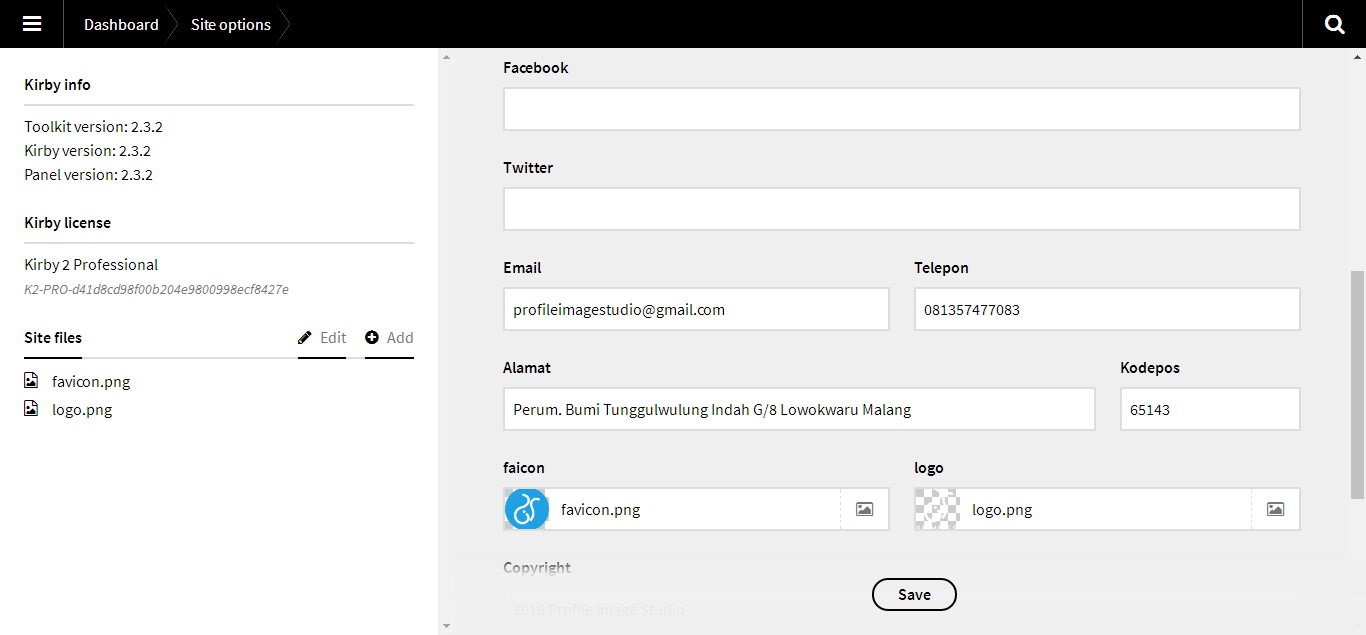 Dashboard Site options
Kirby info
Toolkit version: 2.3.2
Kirby version: 2.3.2
Panel version: 2.3.2
Kirby license
Kirby 2 Professional
K2-PRO-d41d8cd98f00b204e9800998ecf8427e
Site files Edit Add
favicon.png
logo.png
Facebook
Twitter
Email Telepon
profileimagestudio@gmail.com 081357477083
Alamat Kodepos
Perum. Bumi Tunggulwulung Indah G/8 Lowokwaru Malang 65143
faicon logo
favicon.png logo.png
Copyright
2016 Profile Image Studio
Save